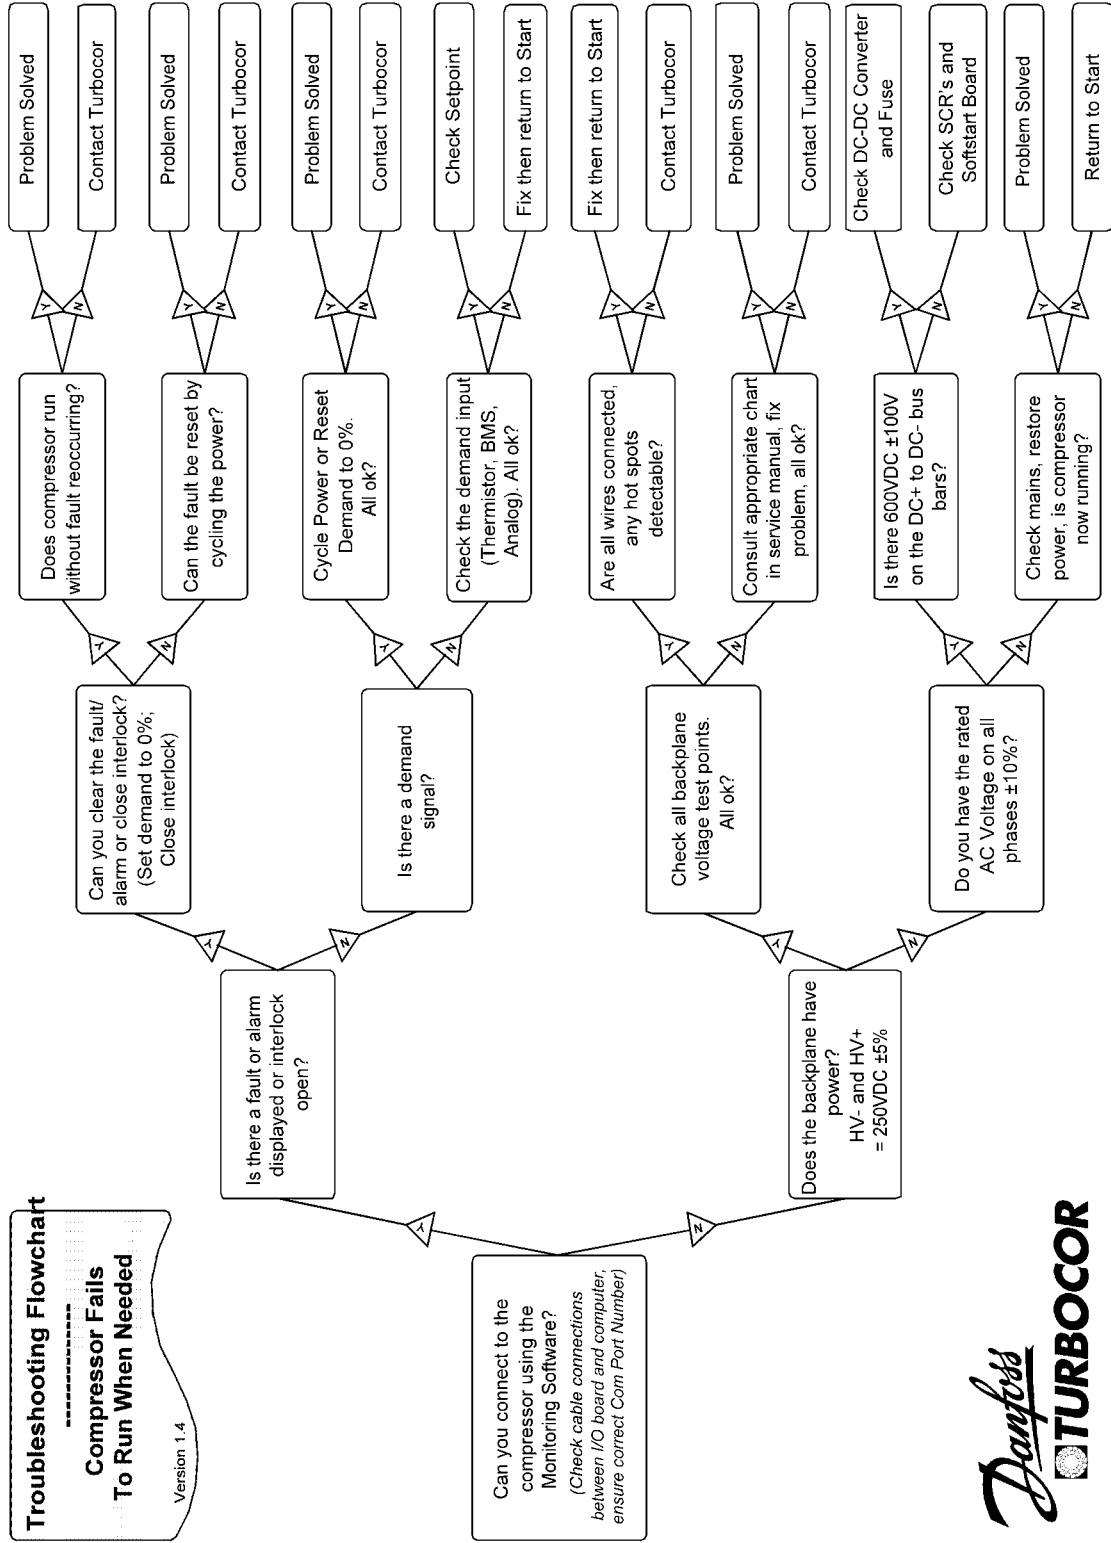 Troubleshooting Flowchart
-----------
Compressor Fails
To Run When Needed
Version 1.4
Can you connect to the
compressor using the
Monitoring Software?
(Check cable connections
between I/O board and computer,
ensure correct Com Port Number)
Y
N
Is there a fault or alarm
displayed or interlock
open?
Y
N
Does the backplane have
power?
HV- and HV+
= 250VDC ±5%
Y
N
Can you clear the fault/
alarm or close interlock?
(Set demand to 0%;
Close interlock)
Y
N
Is there a demand
signal?
Y
N
Check all backplane
voltage test points.
All ok?
Y
N
Do you have the rated
AC Voltage on all
phases ±10%?
Y
N
Does compressor run
without fault reoccurring?
Y
N
Can the fault be reset by
cycling the power?
Y
N
Cycle Power or Reset
Demand to 0%.
All ok?
Y
N
Check the demand input
(Thermistor, BMS,
Analog). All ok?
Y
N
Are all wires connected,
any hot spots
detectable?
Y
N
Consult appropriate chart
in service manual, fix
problem, all ok?
Y
N
Is there 600VDC ±100V
on the DC+ to DC- bus
bars?
Y
N
Check mains, restore
power, is compressor
now running?
Y
N
Problem Solved
Contact Turbocor
Problem Solved
Contact Turbocor
Problem Solved
Contact Turbocor
Check Setpoint
Fix then return to Start
Fix then return to Start
Contact Turbocor
Problem Solved
Contact Turbocor
Check DC-DC Converter
and Fuse
Check SCR's and
Softstart Board
Problem Solved
Return to Start
Danfoss
TURBOCOR